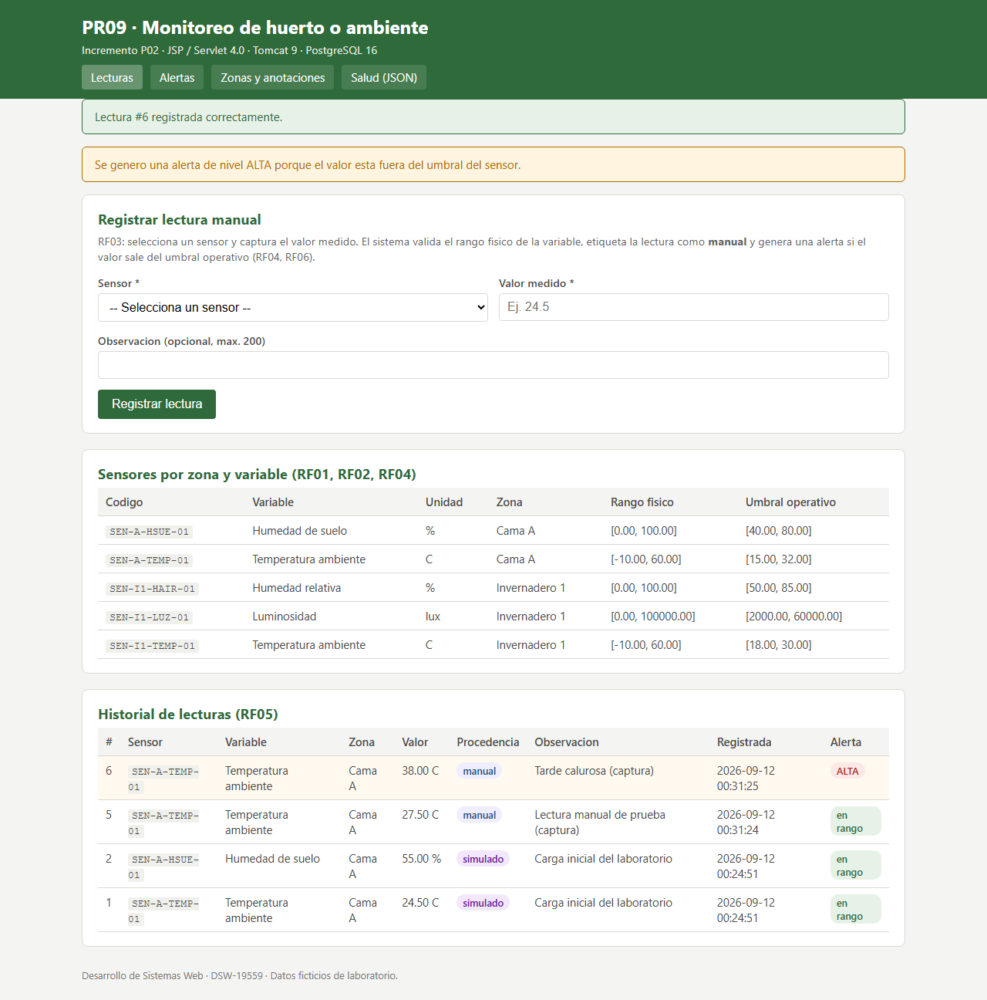 PR09 · Monitoreo de huerto o ambiente
Incremento P02 · JSP / Servlet 4.0 · Tomcat 9 · PostgreSQL 16
Lecturas Alertas Zonas y anotaciones Salud (JSON)
Lectura #6 registrada correctamente.
Se genero una alerta de nivel ALTA porque el valor esta fuera del umbral del sensor.
Registrar lectura manual
RF03: selecciona un sensor y captura el valor medido. El sistema valida el rango fisico de la variable, etiqueta la lectura como manual y genera una alerta si el
valor sale del umbral operativo (RF04, RF06).
Sensor * Valor medido *
-- Selecciona un sensor -- Ej. 24.5
Observacion (opcional, max. 200)
Registrar lectura
Sensores por zona y variable (RF01, RF02, RF04)
Codigo Variable Unidad Zona Rango fisico Umbral operativo
SEN-A-HSUE-01 Humedad de suelo % Cama A [0.00, 100.00] [40.00, 80.00]
SEN-A-TEMP-01 Temperatura ambiente C Cama A [-10.00, 60.00] [15.00, 32.00]
SEN-I1-HAIR-01 Humedad relativa % Invernadero 1 [0.00, 100.00] [50.00, 85.00]
SEN-I1-LUZ-01 Luminosidad lux Invernadero 1 [0.00, 100000.00] [2000.00, 60000.00]
SEN-I1-TEMP-01 Temperatura ambiente C Invernadero 1 [-10.00, 60.00] [18.00, 30.00]
Historial de lecturas (RF05)
# Sensor Variable Zona Valor Procedencia Observacion Registrada Alerta
6 SEN-A-TEMP- Temperatura Cama 38.00 C manual Tarde calurosa (captura) 2026-09-12 ALTA
01 ambiente A 00:31:25
5 SEN-A-TEMP- Temperatura Cama 27.50 C manual Lectura manual de prueba 2026-09-12 en
01 ambiente A (captura) 00:31:24 rango
2 SEN-A-HSUE- Humedad de suelo Cama 55.00 % simulado Carga inicial del laboratorio 2026-09-12 en
01 A 00:24:51 rango
1 SEN-A-TEMP- Temperatura Cama 24.50 C simulado Carga inicial del laboratorio 2026-09-12 en
01 ambiente A 00:24:51 rango
Desarrollo de Sistemas Web · DSW-19559 · Datos ficticios de laboratorio.